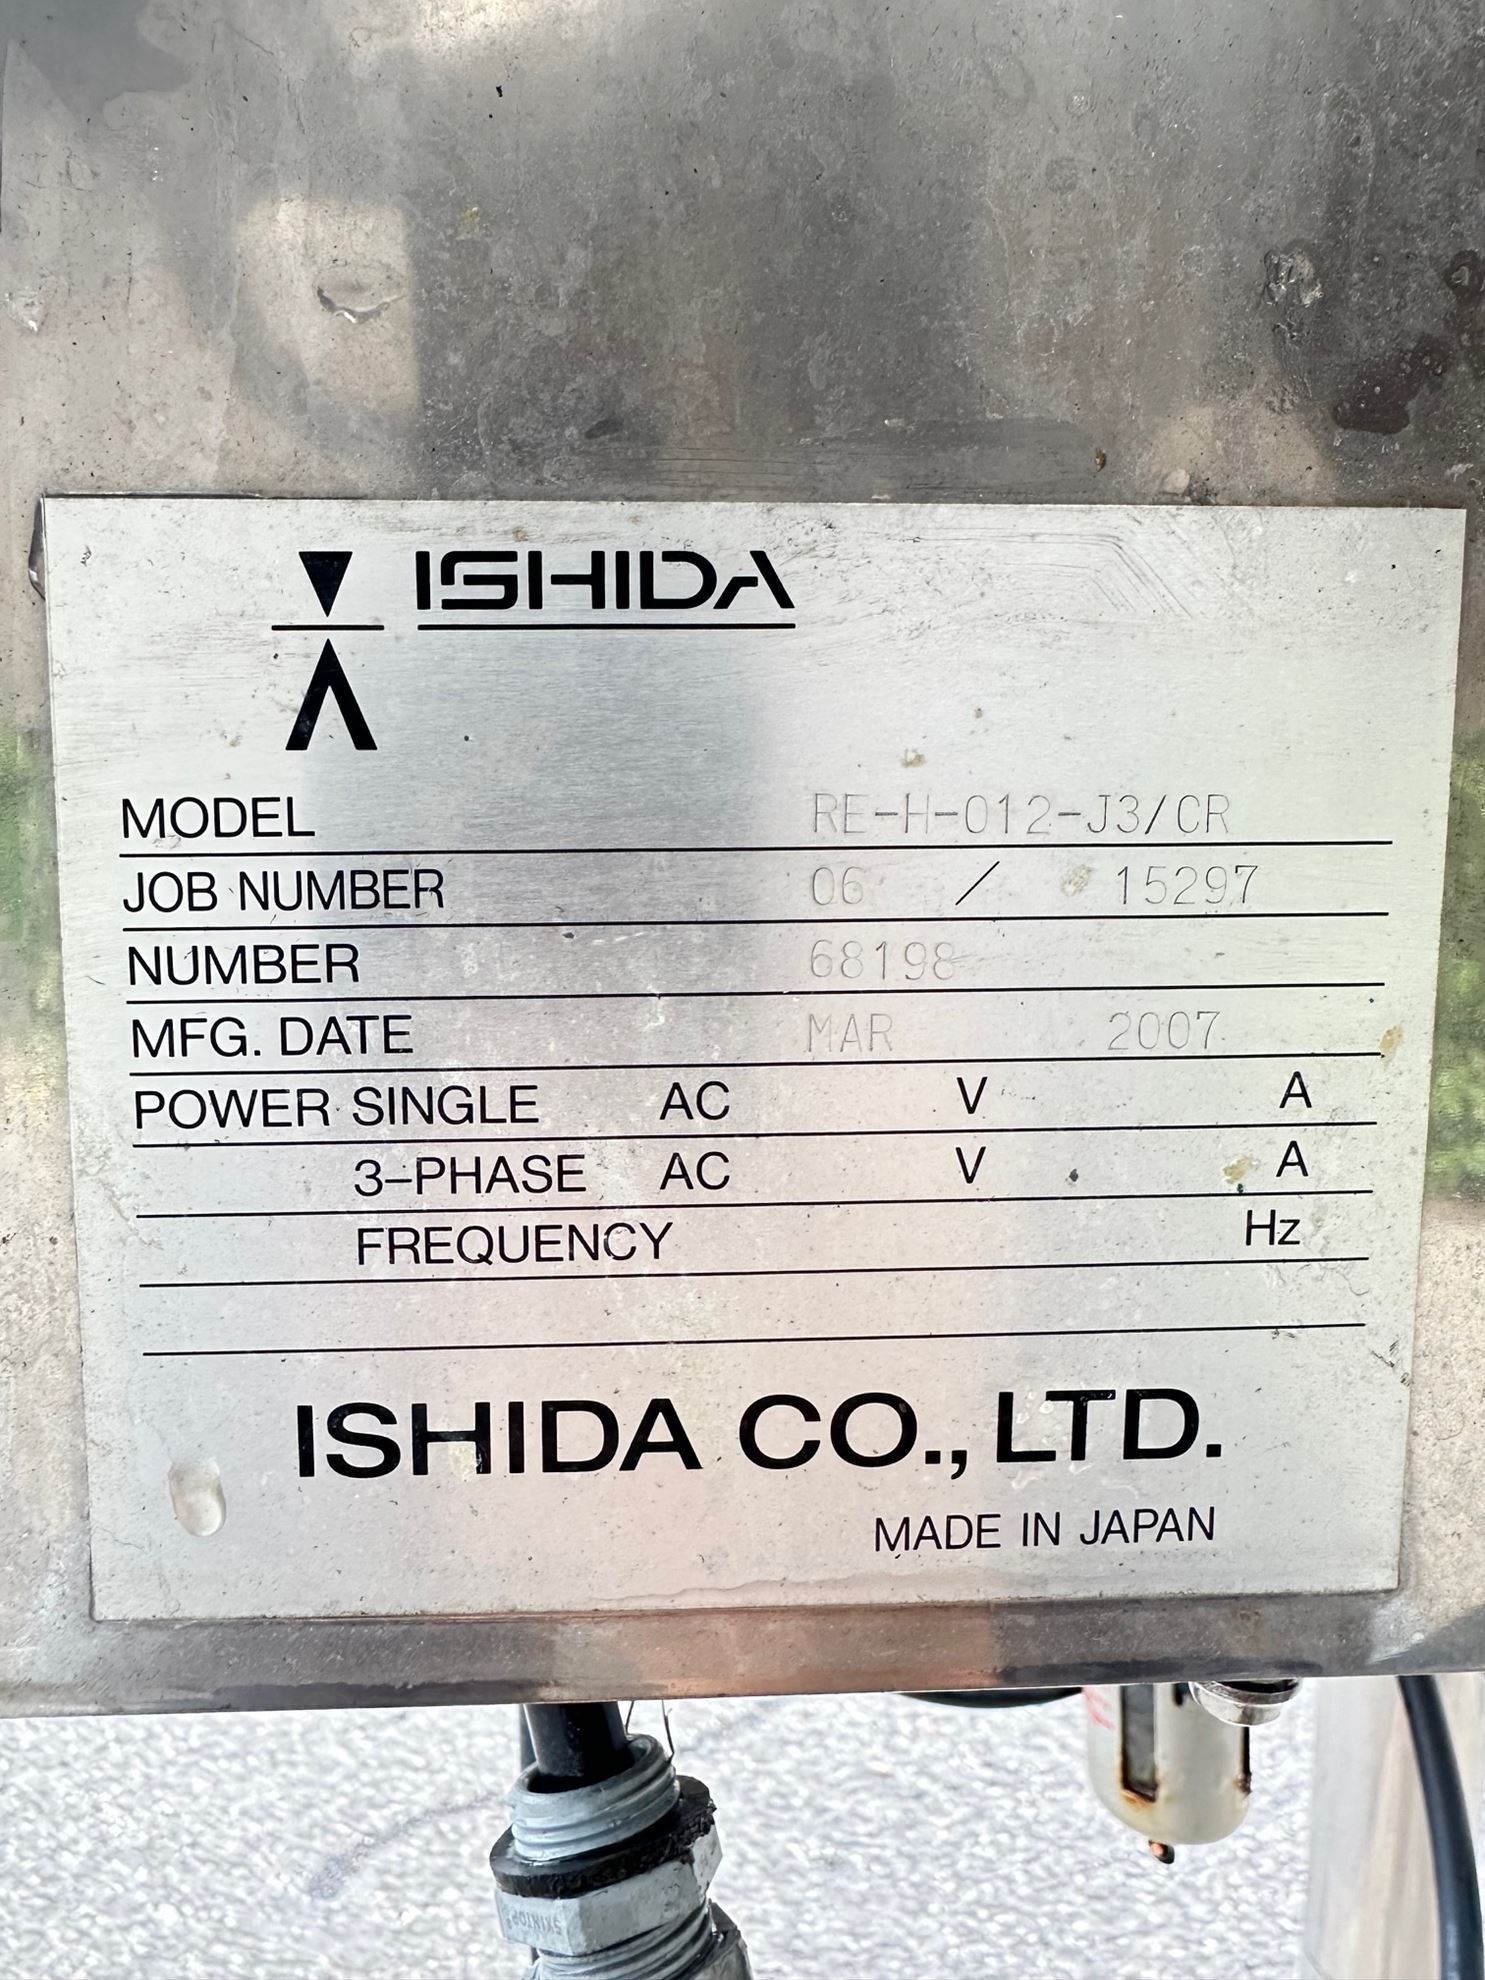 ISHIDA
MODEL RE-H-012-J3/CR
JOB NUMBER 06 / 15297
NUMBER 68198
MFG. DATE MAR 2007
POWER SINGLE AC V A
3-PHASE AC V A
FREQUENCY Hz
ISHIDA CO., LTD.
MADE IN JAPAN
SKINTOP®